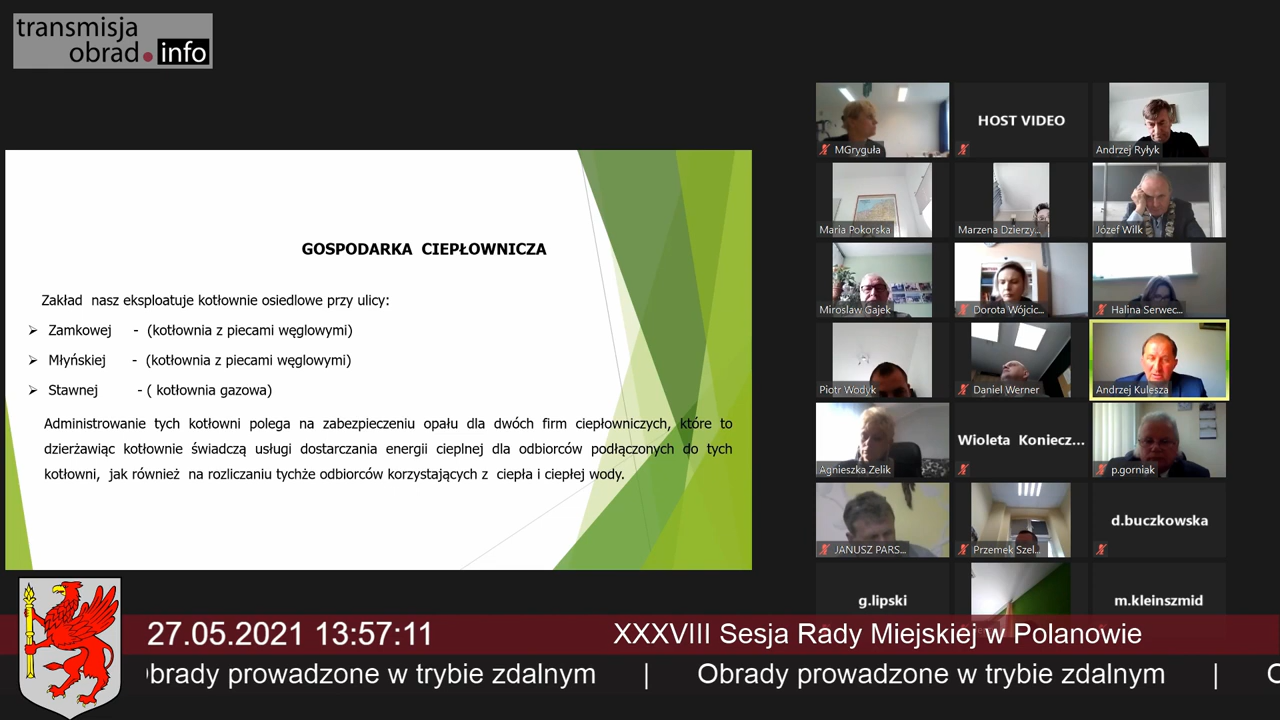 transmisja
obrad.info
GOSPODARKA CIEPŁOWNICZA
Zakład nasz eksploatuje kotłownie osiedlowe przy ulicy:
Zamkowej - (kotłownia z piecami węglowymi)
Młyńskiej - (kotłownia z piecami węglowymi)
Stawnej - ( kotłownia gazowa)
Administrowanie tych kotłowni polega na zabezpieczeniu opału dla dwóch firm ciepłowniczych, które to
dzierżawiąc kotłownie świadczą usługi dostarczania energii cieplnej dla odbiorców podłączonych do tych
kotłowni, jak również na rozliczaniu tychże odbiorców korzystających z ciepła i ciepłej wody.
MGryguła
HOST VIDEO
Andrzej Ryłyk
Maria Pokorska
Marzena Dzierzy...
Józef Wilk
Miroslaw Gajek
Dorota Wójcic...
Halina Serwec...
Piotr Wodyk
Daniel Werner
Andrzej Kulesza
Agnieszka Zelik
Wioleta Koniecz...
p.gorniak
JANUSZ PARS...
Przemek Szel...
d.buczkowska
g.lipski
m.kleinszmid
27.05.2021 13:57:11
XXXVIII Sesja Rady Miejskiej w Polanowie
brady prowadzone w trybie zdalnym | Obrady prowadzone w trybie zdalnym |